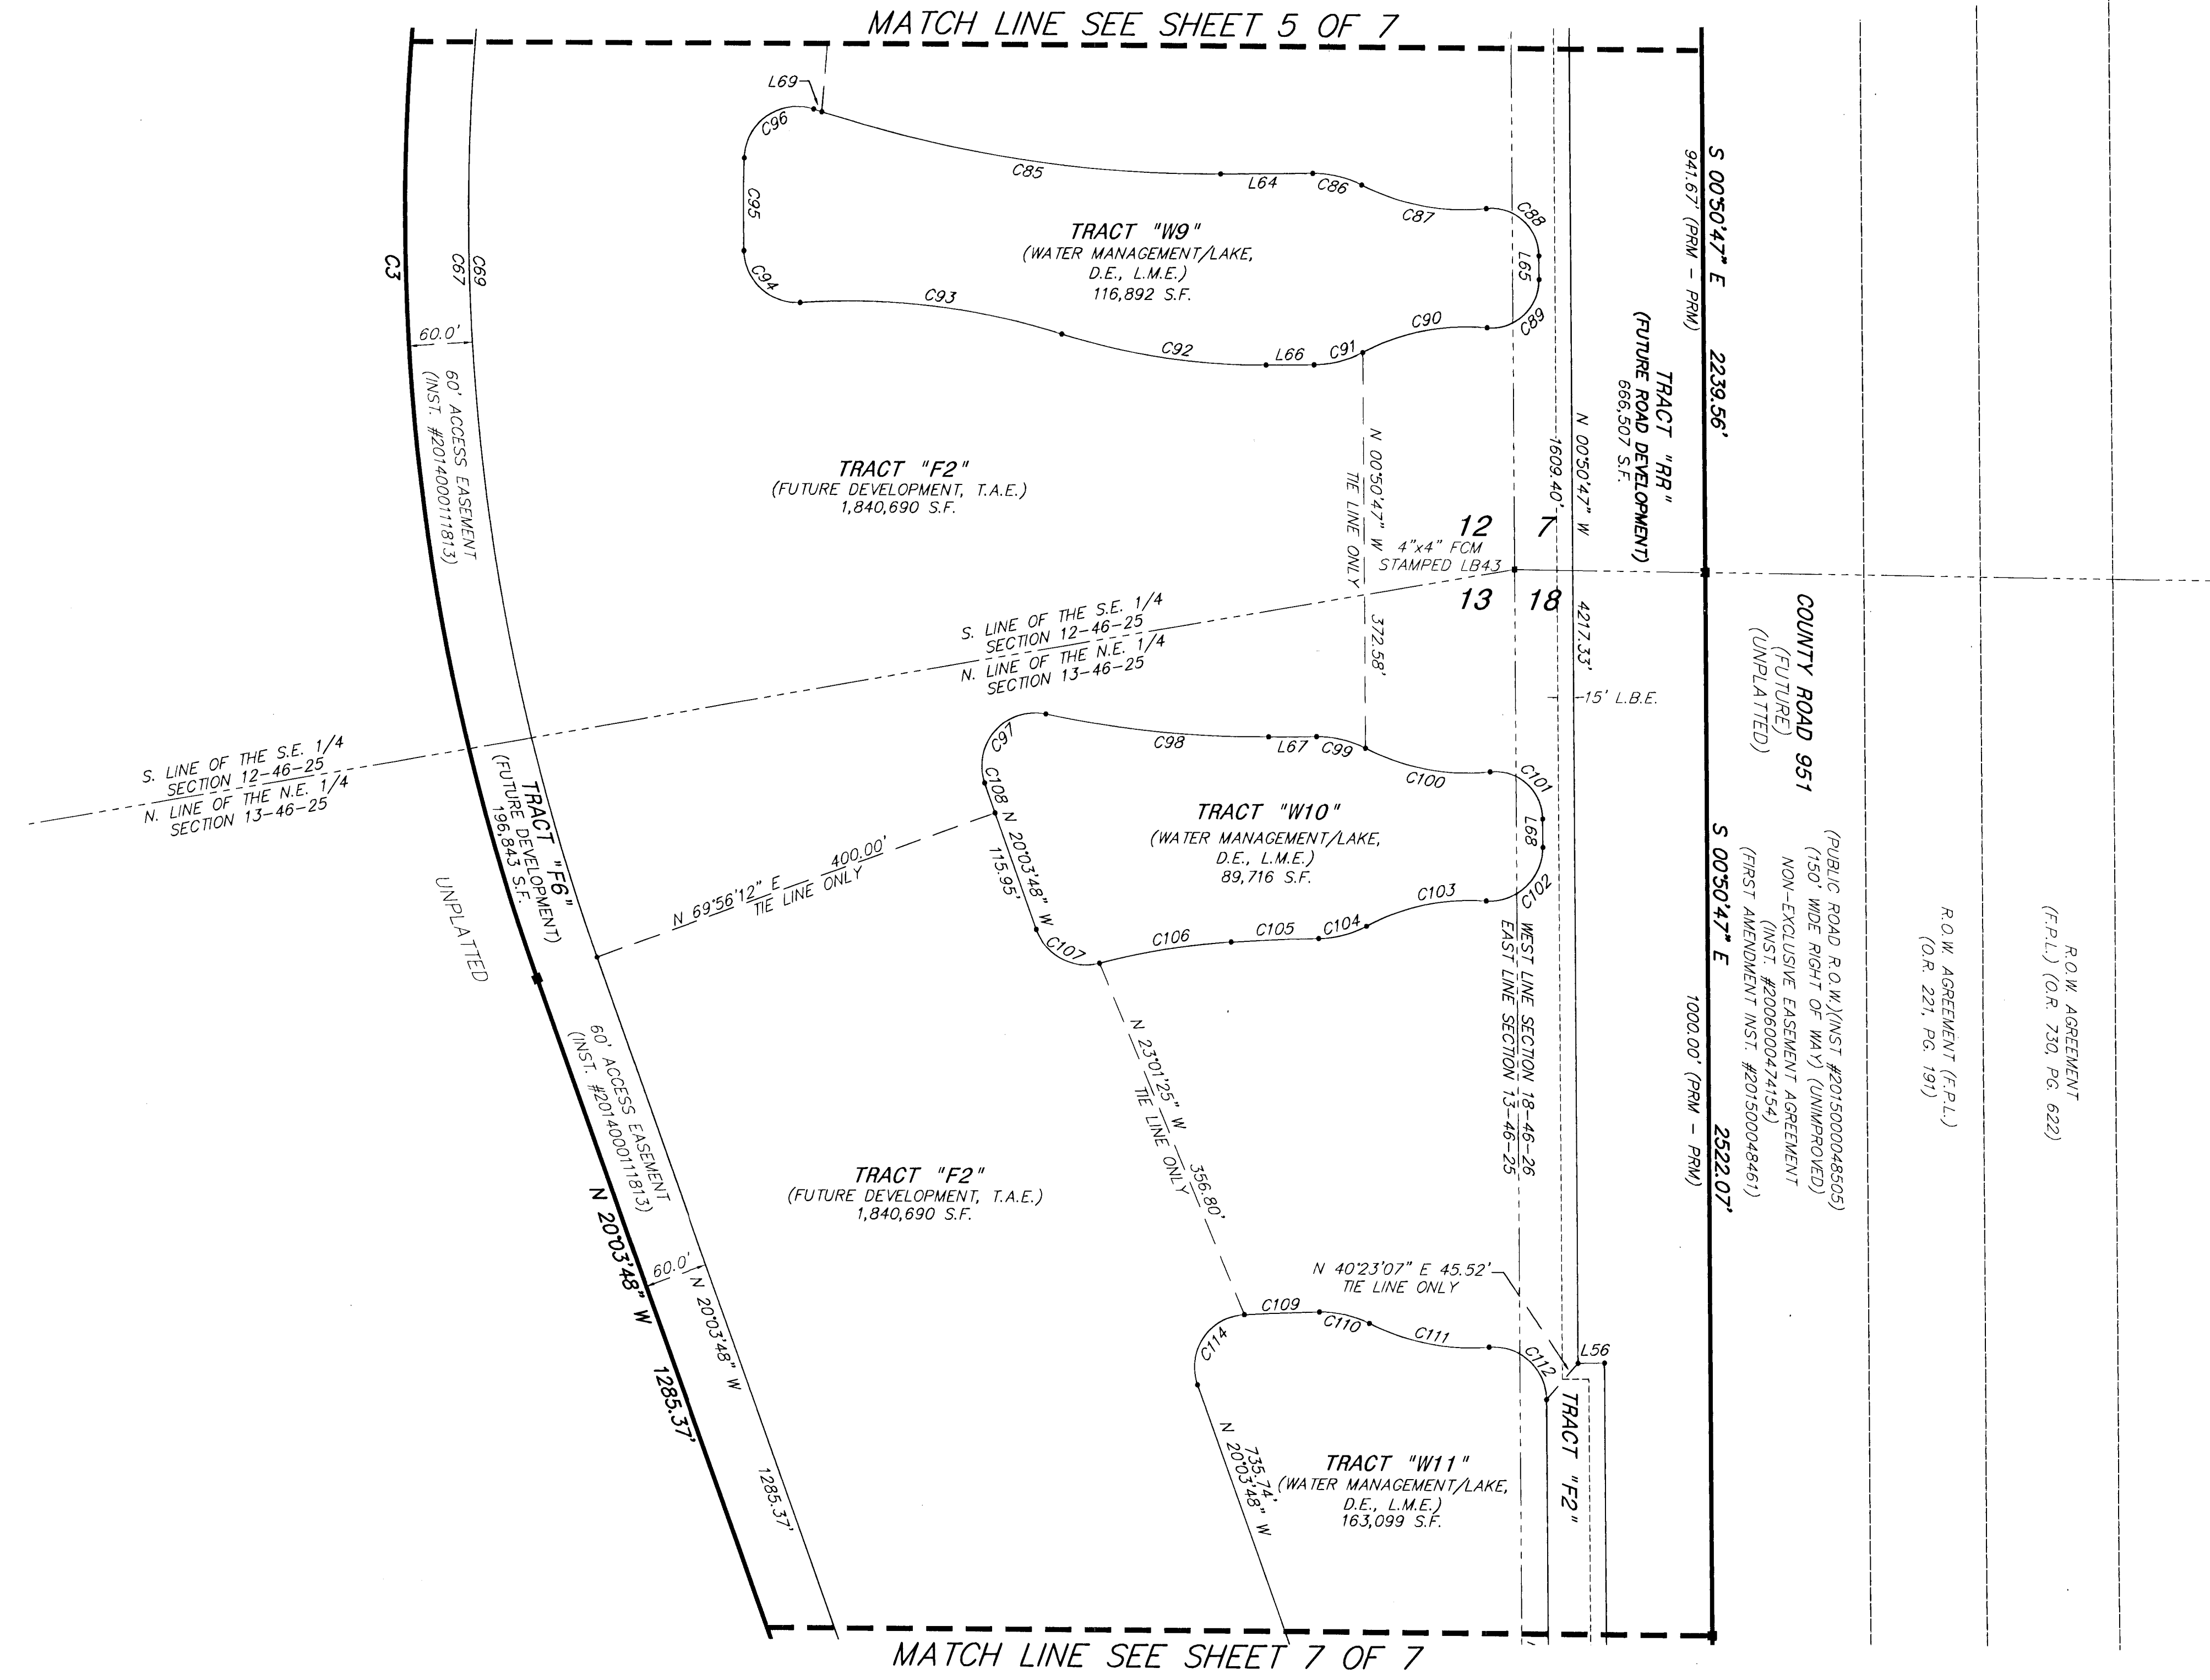 MATCH LINE SEE SHEET 5 OF 7
L69
C96
C85
L64
C86
C87
C88
C95
L65
C94
C93
C92
L66
C91
C90
C89
TRACT "W9"
(WATER MANAGEMENT/LAKE,
D.E., L.M.E.)
116,892 S.F.
C3
C67
C69
60.0'
60' ACCESS EASEMENT
(INST. #2014000111813)
TRACT "F2"
(FUTURE DEVELOPMENT, T.A.E.)
1,840,690 S.F.
N 00°50'47" W
TIE LINE ONLY
372.58'
12
7
4"x4" FCM
STAMPED LB43
13
18
1609.40'
N 00°50'47" W
4217.33'
15' L.B.E.
TRACT "RR"
(FUTURE ROAD DEVELOPMENT)
666,507 S.F.
S 00°50'47" E
2239.56'
941.67' (PRM - PRM)
S. LINE OF THE S.E. 1/4
SECTION 12-46-25
N. LINE OF THE N.E. 1/4
SECTION 13-46-25
S. LINE OF THE S.E. 1/4
SECTION 12-46-25
N. LINE OF THE N.E. 1/4
SECTION 13-46-25
COUNTY ROAD 951
(FUTURE)
(UNPLATTED)
(PUBLIC ROAD R.O.W.)(INST #2015000048505)
(150' WIDE RIGHT OF WAY) (UNIMPROVED)
NON-EXCLUSIVE EASEMENT AGREEMENT
(INST. #2006000474154)
(FIRST AMENDMENT INST. #2015000048461)
R.O.W. AGREEMENT (F.P.L.)
(O.R. 221, PG. 191)
R.O.W. AGREEMENT
(F.P.L.) (O.R. 730, PG. 622)
S 00°50'47" E
2522.07'
1000.00' (PRM - PRM)
C97
C98
L67
C99
C100
C101
L68
C102
C103
C104
C105
C106
C107
C108
N 20°03'48" W
115.95'
TRACT "W10"
(WATER MANAGEMENT/LAKE,
D.E., L.M.E.)
89,716 S.F.
N 69°56'12" E
400.00'
TIE LINE ONLY
TRACT "F6"
(FUTURE DEVELOPMENT)
196,843 S.F.
UNPLATTED
60' ACCESS EASEMENT
(INST. #2014000111813)
WEST LINE SECTION 18-46-26
EAST LINE SECTION 13-46-25
N 23°01'25" W
356.80'
TIE LINE ONLY
TRACT "F2"
(FUTURE DEVELOPMENT, T.A.E.)
1,840,690 S.F.
N 20°03'48" W
1285.37'
60.0'
N 20°03'48" W
1285.37'
N 40°23'07" E 45.52'
TIE LINE ONLY
C109
C110
C111
C112
C114
L56
TRACT "F2"
735.74'
N 20°03'48" W
TRACT "W11"
(WATER MANAGEMENT/LAKE,
D.E., L.M.E.)
163,099 S.F.
MATCH LINE SEE SHEET 7 OF 7